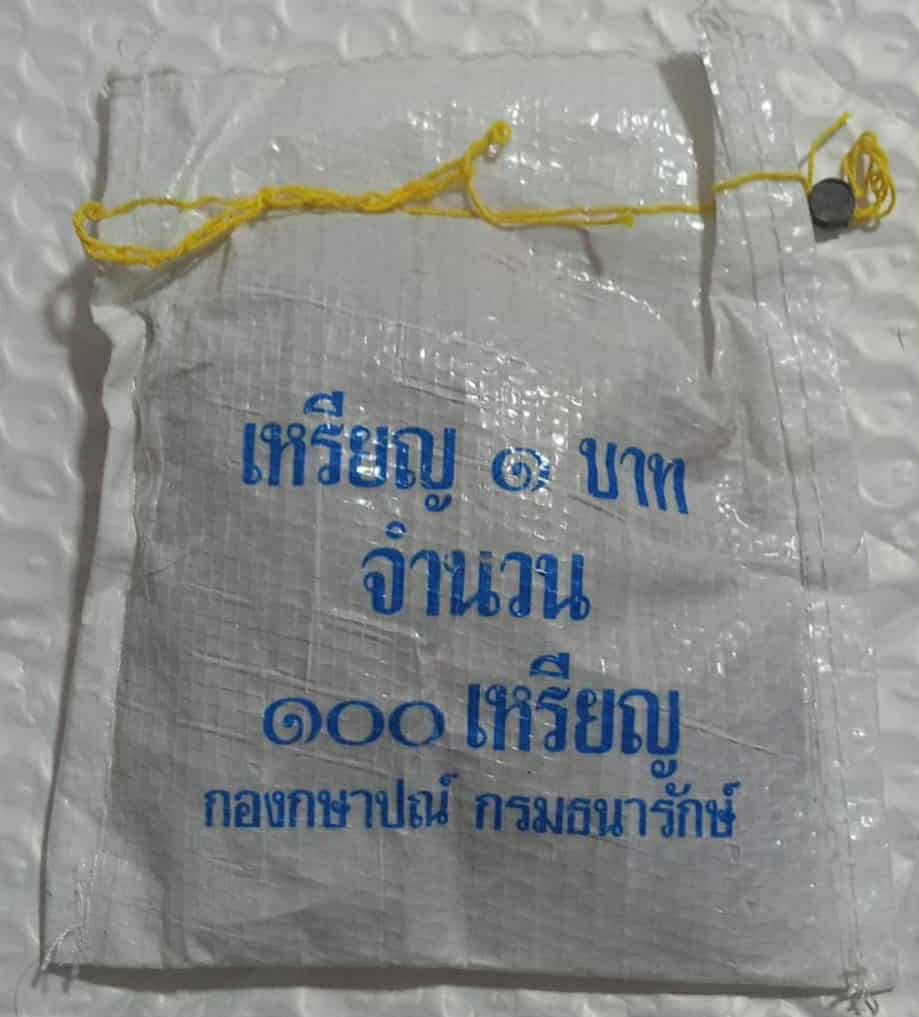 เหรียญ ๑ บาท
จำนวน
๑๐๐ เหรียญ
กองกษาปณ์ กรมธนารักษ์